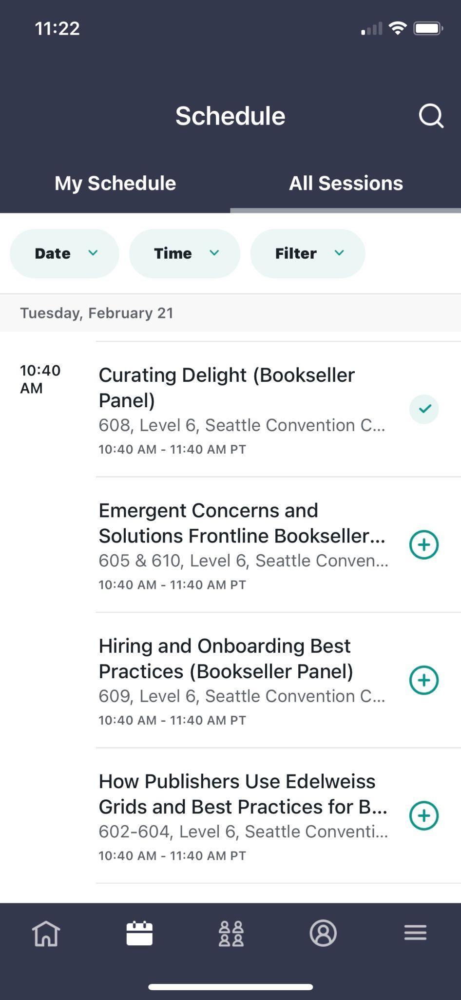 11:22
Schedule
My Schedule
All Sessions
Date
Time
Filter
Tuesday, February 21
10:40
AM
Curating Delight (Bookseller
Panel)
608, Level 6, Seattle Convention C...
10:40 AM - 11:40 AM PT
Emergent Concerns and
Solutions Frontline Bookseller...
605 & 610, Level 6, Seattle Conven...
10:40 AM - 11:40 AM PT
Hiring and Onboarding Best
Practices (Bookseller Panel)
609, Level 6, Seattle Convention C...
10:40 AM - 11:40 AM PT
How Publishers Use Edelweiss
Grids and Best Practices for B...
602-604, Level 6, Seattle Conventi...
10:40 AM - 11:40 AM PT